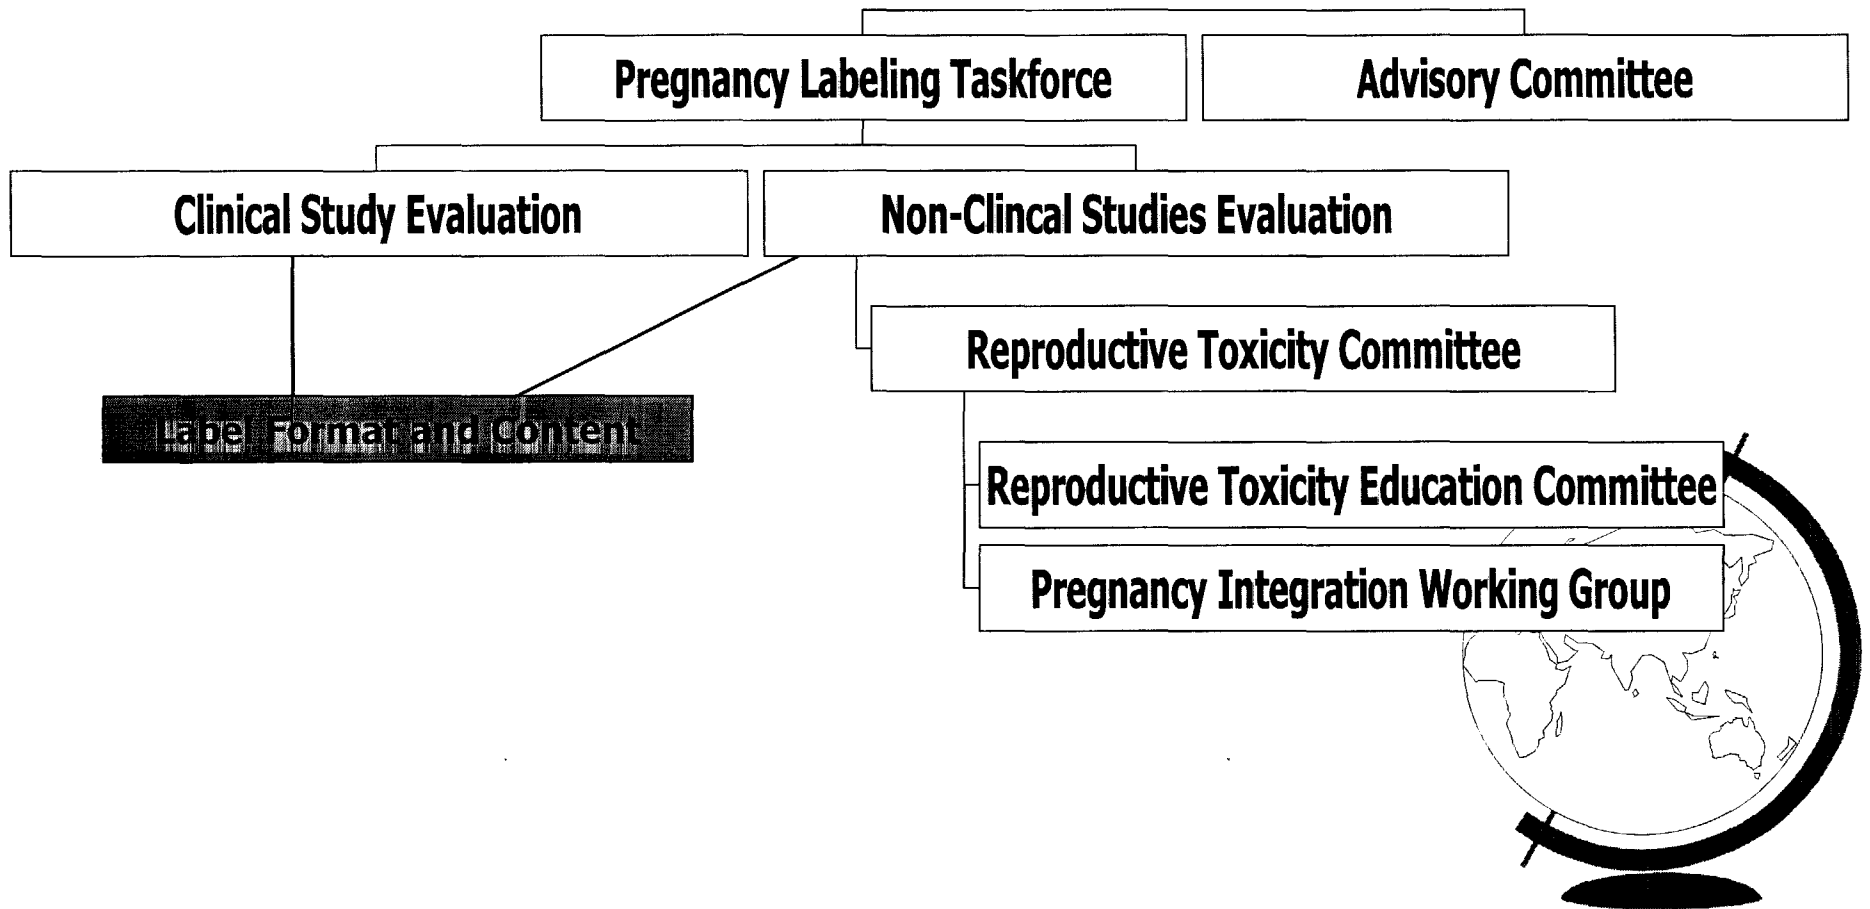 Pregnancy Labeling Taskforce
Advisory Committee
Clinical Study Evaluation
Non-Clincal Studies Evaluation
Reproductive Toxicity Committee
Label Format and Content
Reproductive Toxicity Education Committee
Pregnancy Integration Working Group